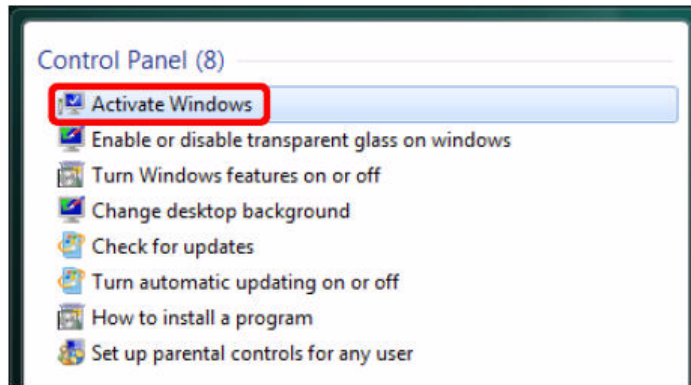 Control Panel (8)
Activate Windows
Enable or disable transparent glass on windows
Turn Windows features on or off
Change desktop background
Check for updates
Turn automatic updating on or off
How to install a program
Set up parental controls for any user